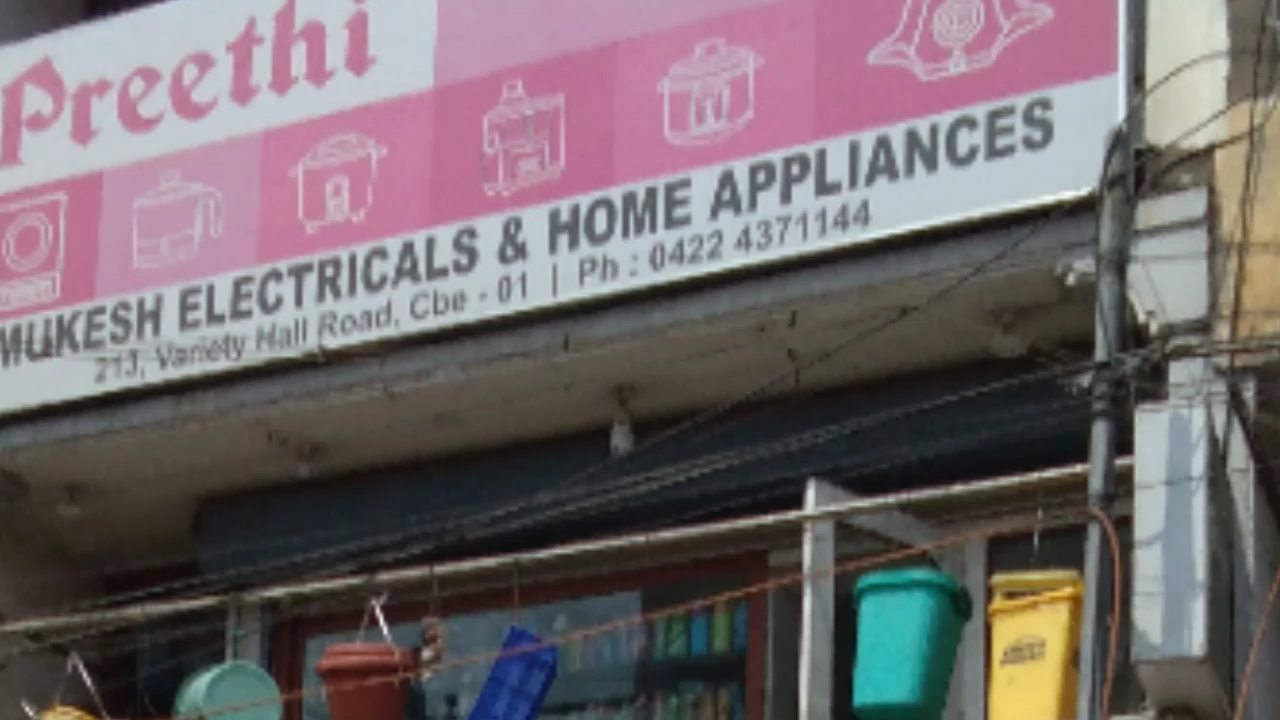 Preethi
MUKESH ELECTRICALS & HOME APPLIANCES
213, Variety Hall Road, Cbe - 01 | Ph : 0422 4371144